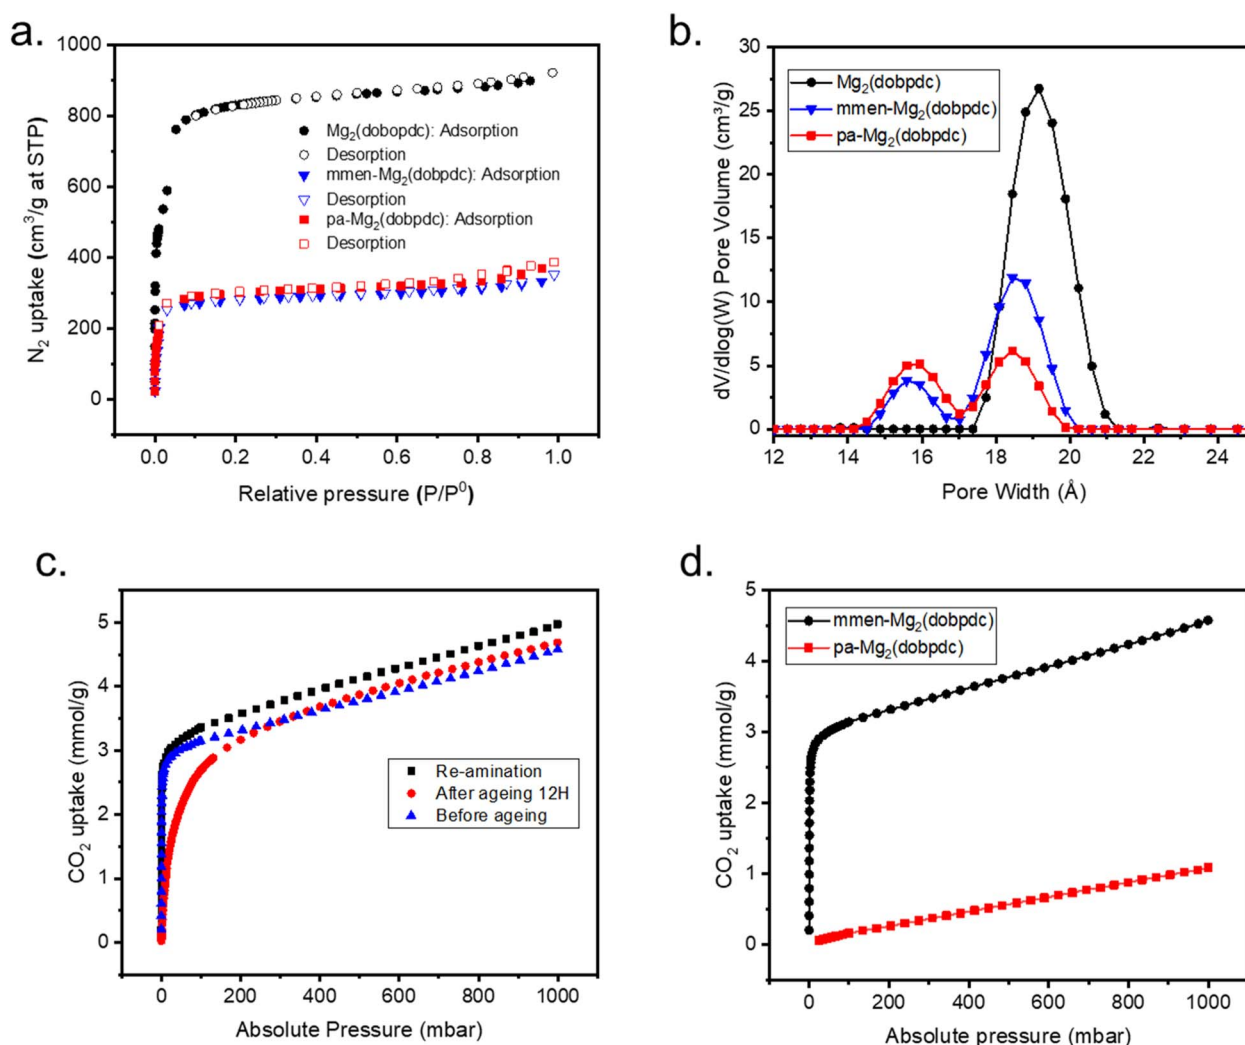 a.
1000
800
600
400
200
0
N₂ uptake (cm³/g at STP)
Mg₂(dobopdc): Adsorption
Desorption
mmen-Mg₂(dobpdc): Adsorption
Desorption
pa-Mg₂(dobpdc): Adsorption
Desorption
0.0 0.2 0.4 0.6 0.8 1.0
Relative pressure (P/P⁰)
b.
30
25
20
15
10
5
0
dV/dlog(W) Pore Volume (cm³/g)
Mg₂(dobpdc)
mmen-Mg₂(dobpdc)
pa-Mg₂(dobpdc)
12 14 16 18 20 22 24
Pore Width (Å)
c.
5
4
3
2
1
0
CO₂ uptake (mmol/g)
Re-amination
After ageing 12H
Before ageing
0 200 400 600 800 1000
Absolute Pressure (mbar)
d.
5
4
3
2
1
0
CO₂ uptake (mmol/g)
mmen-Mg₂(dobpdc)
pa-Mg₂(dobpdc)
0 200 400 600 800 1000
Absolute pressure (mbar)